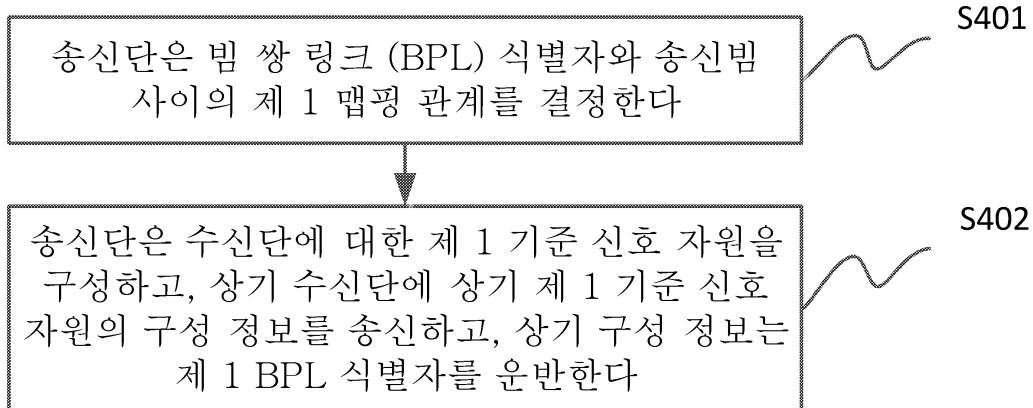 S401
송신단은 빔 쌍 링크 (BPL) 식별자와 송신빔
사이의 제 1 맵핑 관계를 결정한다
S402
송신단은 수신단에 대한 제 1 기준 신호 자원을
구성하고, 상기 수신단에 상기 제 1 기준 신호
자원의 구성 정보를 송신하고, 상기 구성 정보는
제 1 BPL 식별자를 운반한다